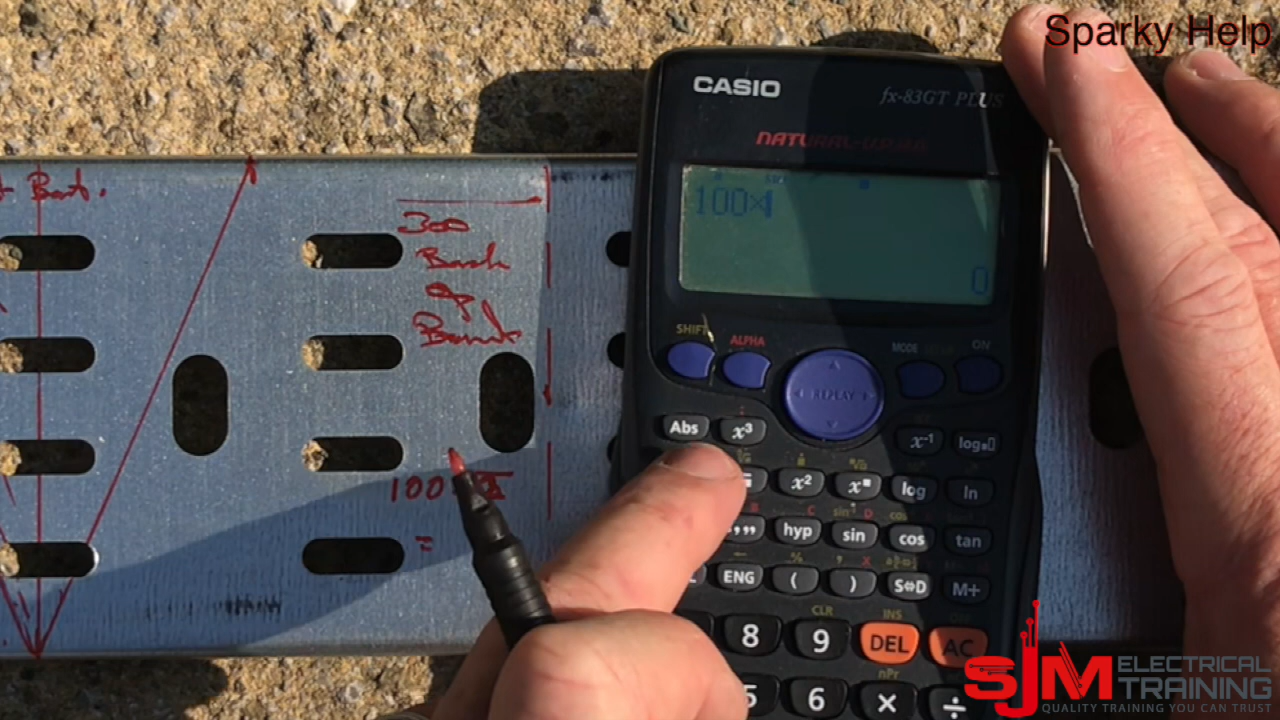 Sparky Help
CASIO
fx-83GT PLUS
NATURAL-V.P.A.M.
100×
0
300
Back
of
Bend
100
=
SHIFT
ALPHA
MODE
ON
REPLAY
Abs
x³
x⁻¹
log
x²
log
ln
hyp
sin
cos
tan
ENG
(
)
S⇔D
M+
CLR
INS
8
9
DEL
AC
nPr
5
6
×
÷
SJM ELECTRICAL
TRAINING
QUALITY TRAINING YOU CAN TRUST